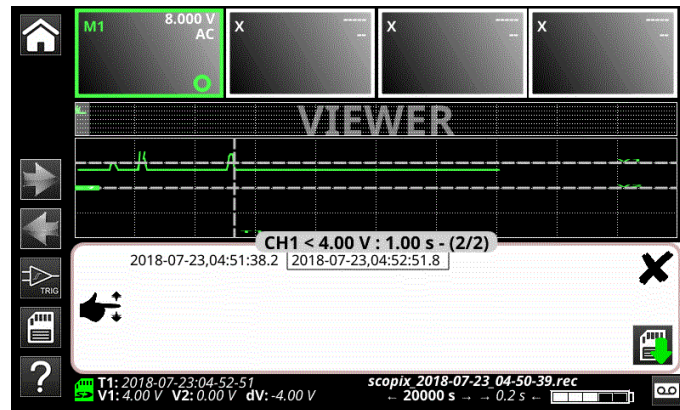 M1
8.000 V
AC
X
-----
--
X
-----
--
X
-----
--
VIEWER
CH1 < 4.00 V : 1.00 s - (2/2)
2018-07-23,04:51:38.2 2018-07-23,04:52:51.8
TRIG
?
T1: 2018-07-23:04-52-51
V1: 4.00 V V2: 0.00 V dV: -4.00 V
scopix_2018-07-23_04-50-39.rec
← 20000 s → → 0.2 s ←